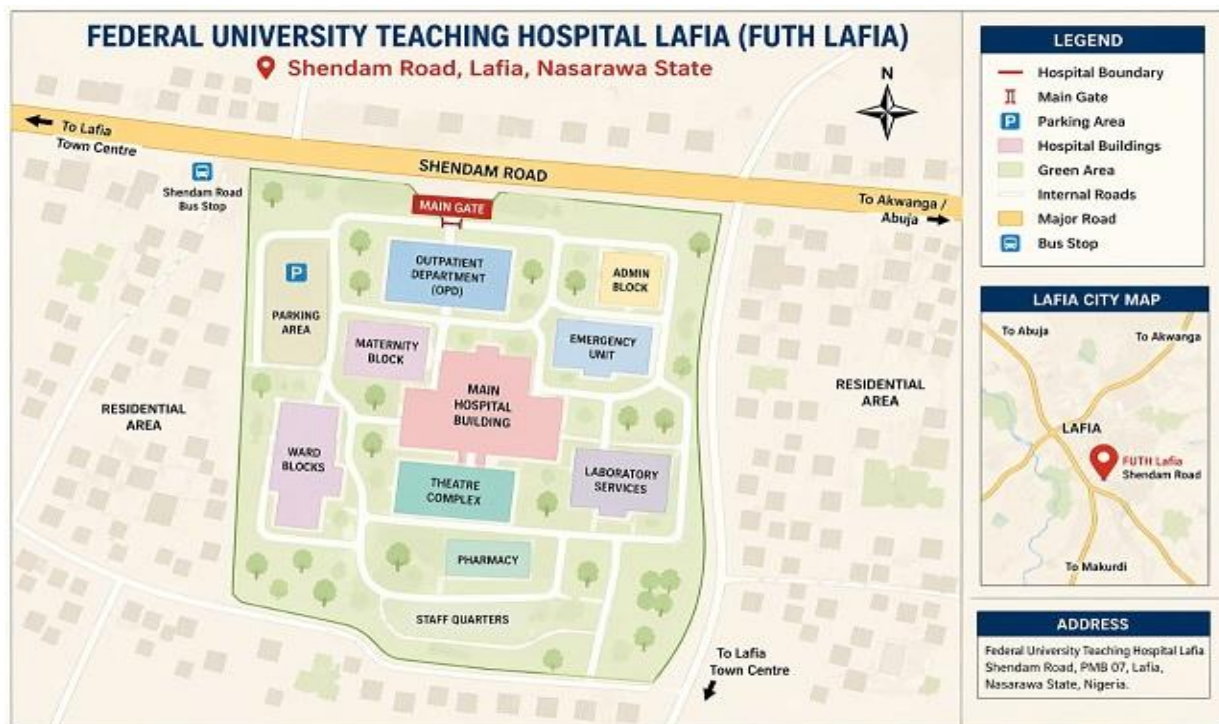 FEDERAL UNIVERSITY TEACHING HOSPITAL LAFIA (FUTH LAFIA)
Shendam Road, Lafia, Nasarawa State
N
To Lafia
Town Centre
Shendam Road
Bus Stop
SHENDAM ROAD
To Akwanga /
Abuja
MAIN GATE
P
PARKING
AREA
OUTPATIENT
DEPARTMENT
(OPD)
ADMIN
BLOCK
MATERNITY
BLOCK
EMERGENCY
UNIT
MAIN
HOSPITAL
BUILDING
RESIDENTIAL
AREA
RESIDENTIAL
AREA
WARD
BLOCKS
THEATRE
COMPLEX
LABORATORY
SERVICES
PHARMACY
STAFF QUARTERS
To Lafia
Town Centre
LEGEND
Hospital Boundary
Main Gate
P Parking Area
Hospital Buildings
Green Area
Internal Roads
Major Road
Bus Stop
LAFIA CITY MAP
To Abuja
To Akwanga
LAFIA
FUTH Lafia
Shendam Road
To Makurdi
ADDRESS
Federal University Teaching Hospital Lafia
Shendam Road, PMB 07, Lafia,
Nasarawa State, Nigeria.